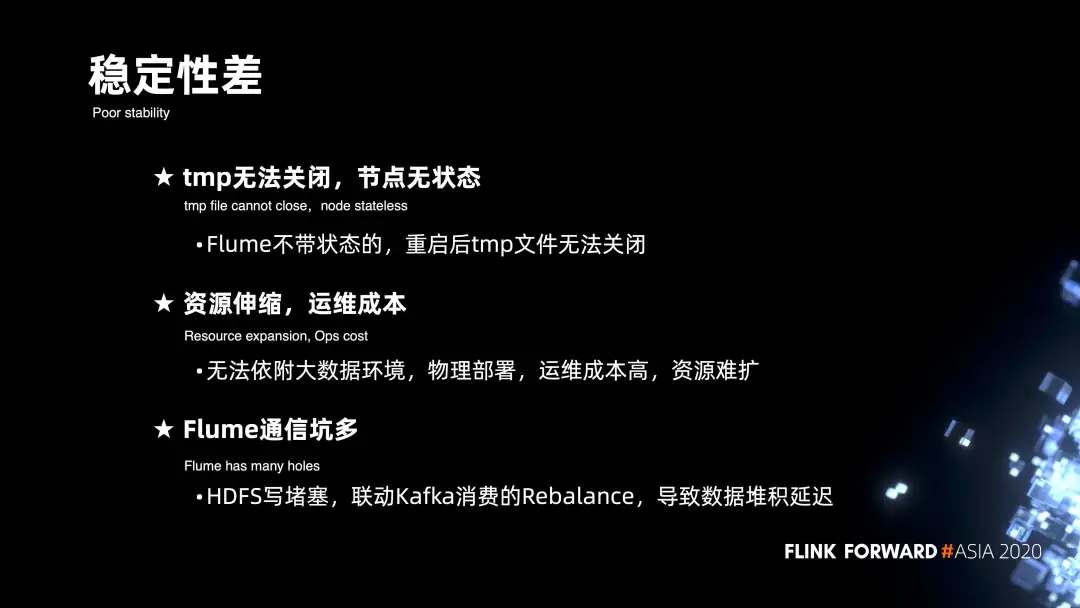 稳定性差
Poor stability
★ tmp无法关闭，节点无状态
tmp file cannot close，node stateless
•Flume不带状态的，重启后tmp文件无法关闭
★ 资源伸缩，运维成本
Resource expansion, Ops cost
•无法依附大数据环境，物理部署，运维成本高，资源难扩
★ Flume通信坑多
Flume has many holes
•HDFS写堵塞，联动Kafka消费的Rebalance，导致数据堆积延迟
FLINK FORWARD #ASIA 2020